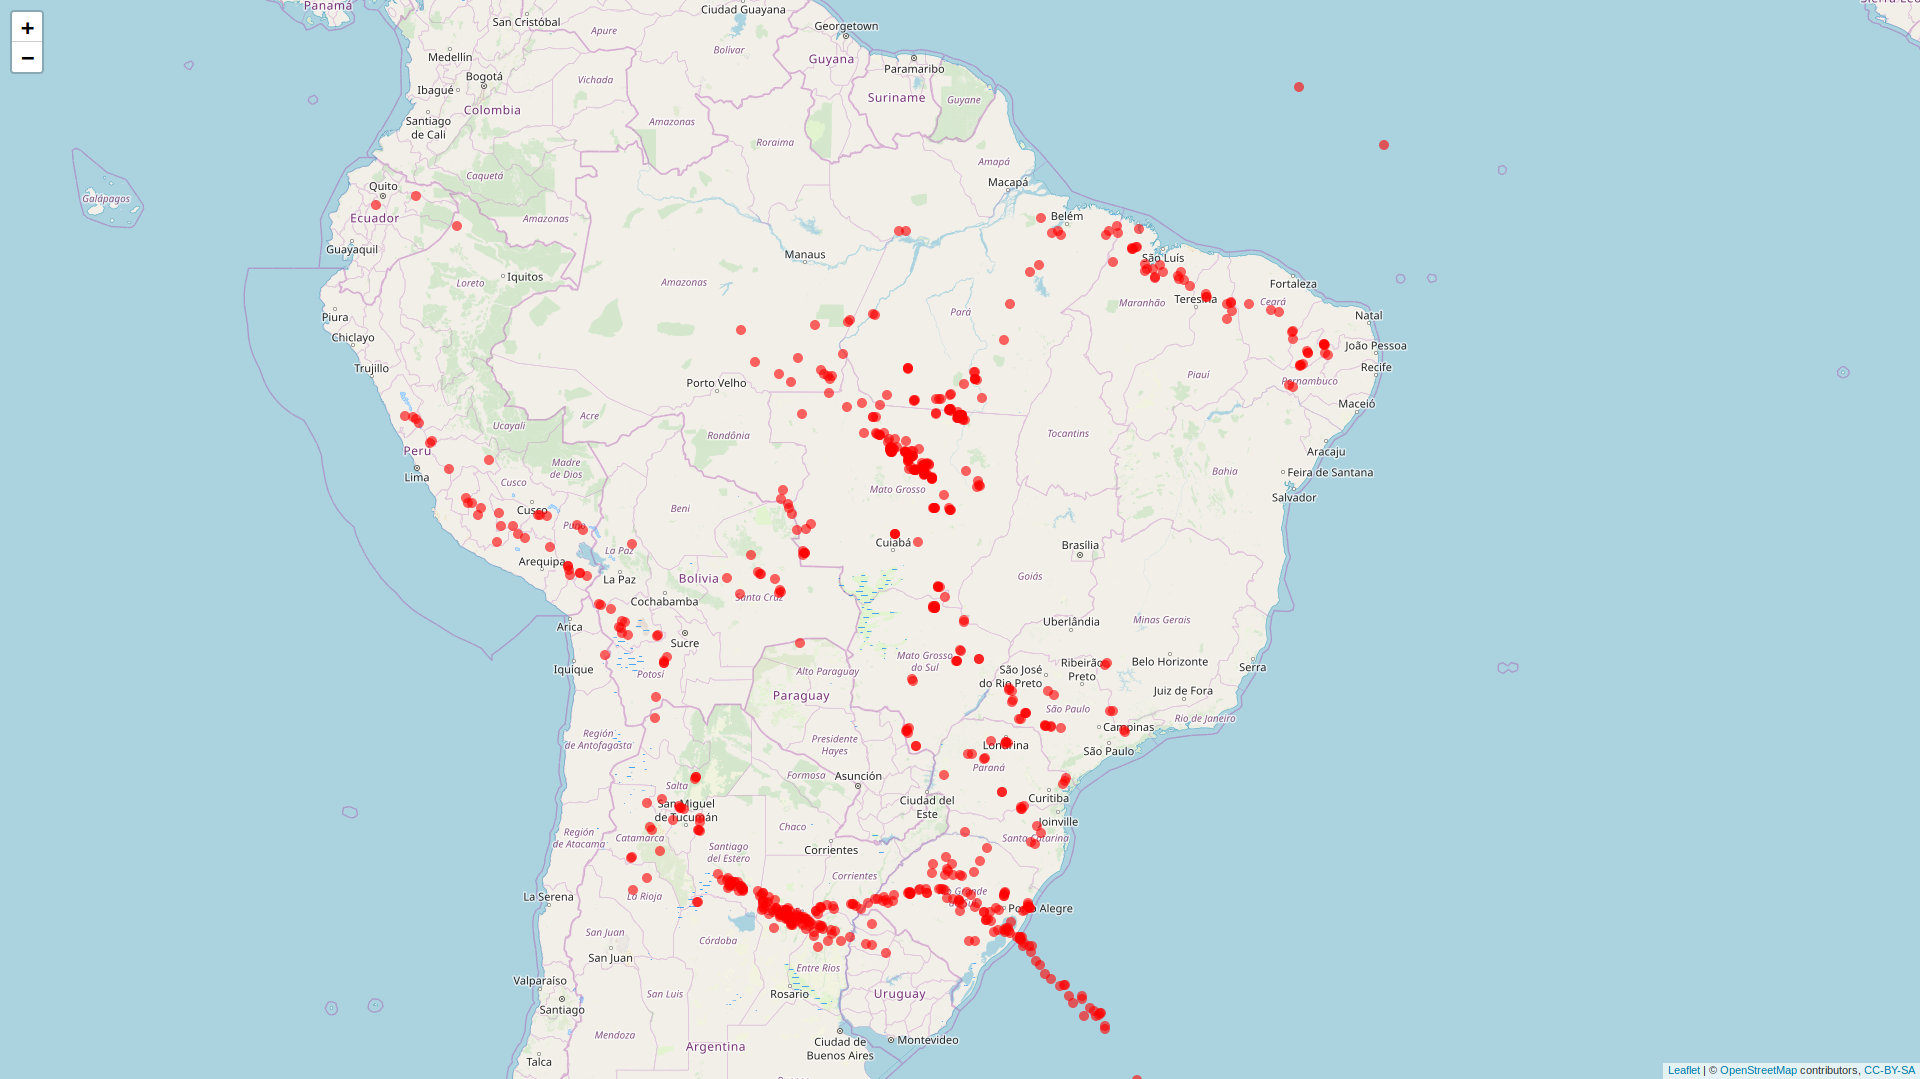 +
−
Panamá
San Cristóbal
Ciudad Guayana
Apure
Bolívar
Georgetown
Medellín
Guyana
Paramaribo
Bogotá
Vichada
Ibagué
Suriname
Guyane
Colombia
Santiago
de Cali
Amazonas
Roraima
Amapá
Caquetá
Macapá
Quito
Galápagos
Ecuador
Amazonas
Belém
Guayaquil
Manaus
São Luís
Iquitos
Loreto
Amazonas
Fortaleza
Maranhão
Teresina
Ceará
Piura
Pará
Natal
Chiclayo
João Pessoa
Trujillo
Recife
Porto Velho
Piauí
Pernambuco
Maceió
Acre
Ucayali
Rondônia
Tocantins
Perú
Aracaju
Madre
de Dios
Lima
Cusco
Bahia
Feira de Santana
Mato Grosso
Salvador
Cusco
Beni
Puno
Cuiabá
Brasília
La Paz
Arequipa
La Paz
Bolivia
Goiás
Santa Cruz
Cochabamba
Arica
Uberlândia
Minas Gerais
Sucre
Mato Grosso
do Sul
Iquique
Potosí
Alto Paraguay
São José
do Rio Preto
Ribeirão
Preto
Belo Horizonte
Serra
Paraguay
Juiz de Fora
São Paulo
Rio de Janeiro
Región
de Antofagasta
Presidente
Hayes
Campinas
Londrina
São Paulo
Paraná
Formosa
Asunción
Salta
Curitiba
San Miguel
de Tucumán
Ciudad del
Este
Joinville
Chaco
Región
de Atacama
Catamarca
Santa Catarina
Santiago
del Estero
Corrientes
Corrientes
La Serena
La Rioja
Porto Alegre
San Juan
Córdoba
San Juan
Entre Ríos
Valparaíso
San Luis
Rosario
Uruguay
Santiago
Mendoza
Ciudad de
Buenos Aires
Montevideo
Argentina
Talca
Leaflet | © OpenStreetMap contributors, CC-BY-SA